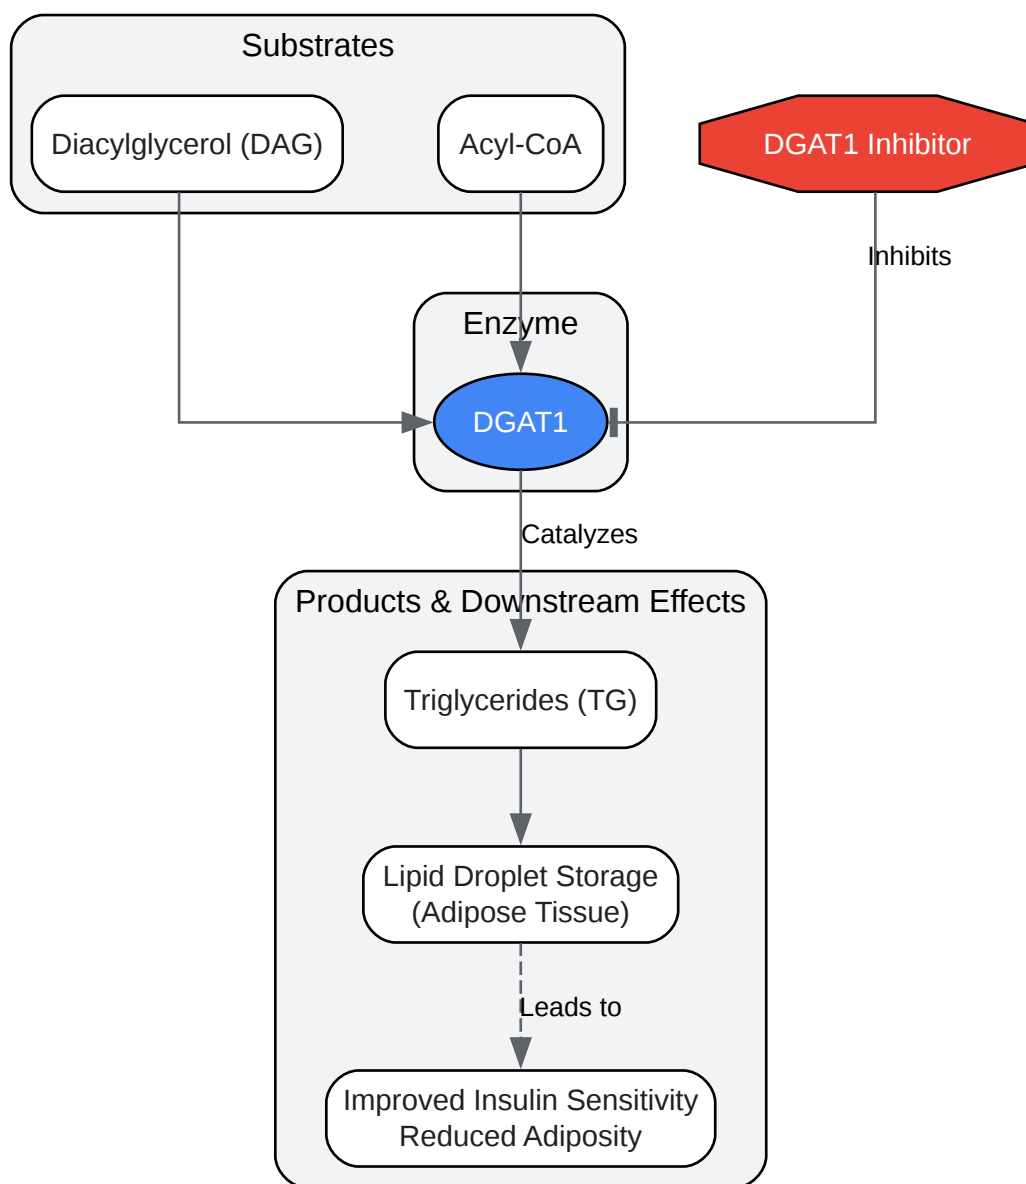 Substrates
Diacylglycerol (DAG)
Acyl-CoA
DGAT1 Inhibitor
Inhibits
Enzyme
DGAT1
Catalyzes
Products & Downstream Effects
Triglycerides (TG)
Lipid Droplet Storage
(Adipose Tissue)
Leads to
Improved Insulin Sensitivity
Reduced Adiposity